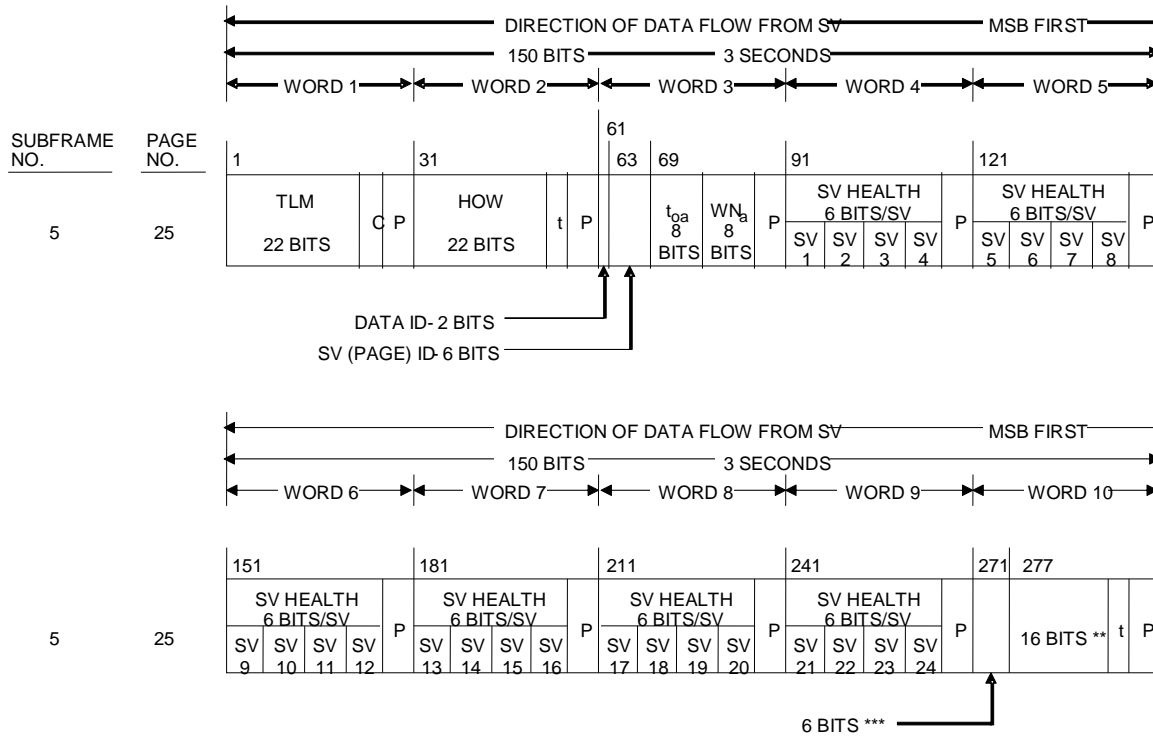 DIRECTION OF DATA FLOW FROM SV MSB FIRST
150 BITS 3 SECONDS
WORD 1 WORD 2 WORD 3 WORD 4 WORD 5
SUBFRAME NO. PAGE NO.
61
1 31 63 69 91 121
5 25
TLM 22 BITS C P
HOW 22 BITS t P
toa 8 BITS WNa 8 BITS P
SV HEALTH 6 BITS/SV P
SV 1 SV 2 SV 3 SV 4
SV HEALTH 6 BITS/SV P
SV 5 SV 6 SV 7 SV 8
DATA ID- 2 BITS
SV (PAGE) ID- 6 BITS
DIRECTION OF DATA FLOW FROM SV MSB FIRST
150 BITS 3 SECONDS
WORD 6 WORD 7 WORD 8 WORD 9 WORD 10
151 181 211 241 271 277
5 25
SV HEALTH 6 BITS/SV P
SV 9 SV 10 SV 11 SV 12
SV HEALTH 6 BITS/SV P
SV 13 SV 14 SV 15 SV 16
SV HEALTH 6 BITS/SV P
SV 17 SV 18 SV 19 SV 20
SV HEALTH 6 BITS/SV P
SV 21 SV 22 SV 23 SV 24
16 BITS ** t P
6 BITS ***